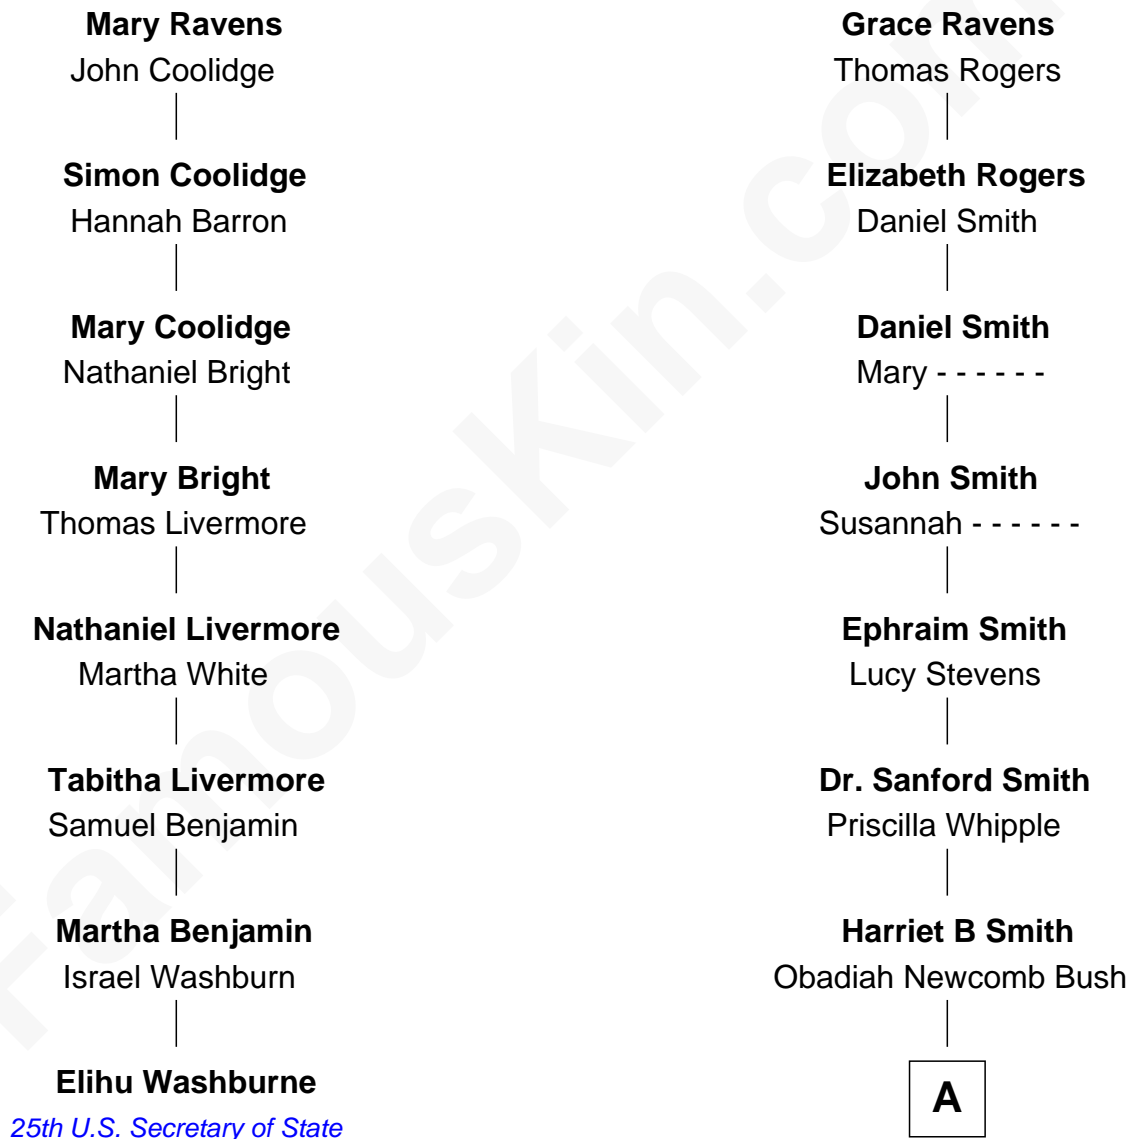 Mary Ravens
John Coolidge
Simon Coolidge
Hannah Barron
Mary Coolidge
Nathaniel Bright
Mary Bright
Thomas Livermore
Nathaniel Livermore
Martha White
Tabitha Livermore
Samuel Benjamin
Martha Benjamin
Israel Washburn
Elihu Washburne
25th U.S. Secretary of State
Grace Ravens
Thomas Rogers
Elizabeth Rogers
Daniel Smith
Daniel Smith
Mary - - - - - -
John Smith
Susannah - - - - - -
Ephraim Smith
Lucy Stevens
Dr. Sanford Smith
Priscilla Whipple
Harriet B Smith
Obadiah Newcomb Bush
A
FamousKin.com